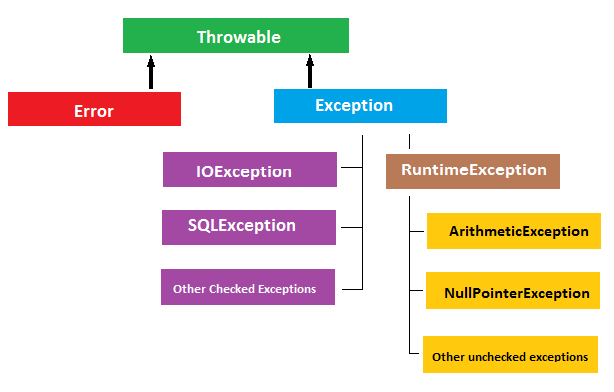 Throwable
Error
Exception
IOException
RuntimeException
SQLException
ArithmeticException
Other Checked Exceptions
NullPointerException
Other unchecked exceptions